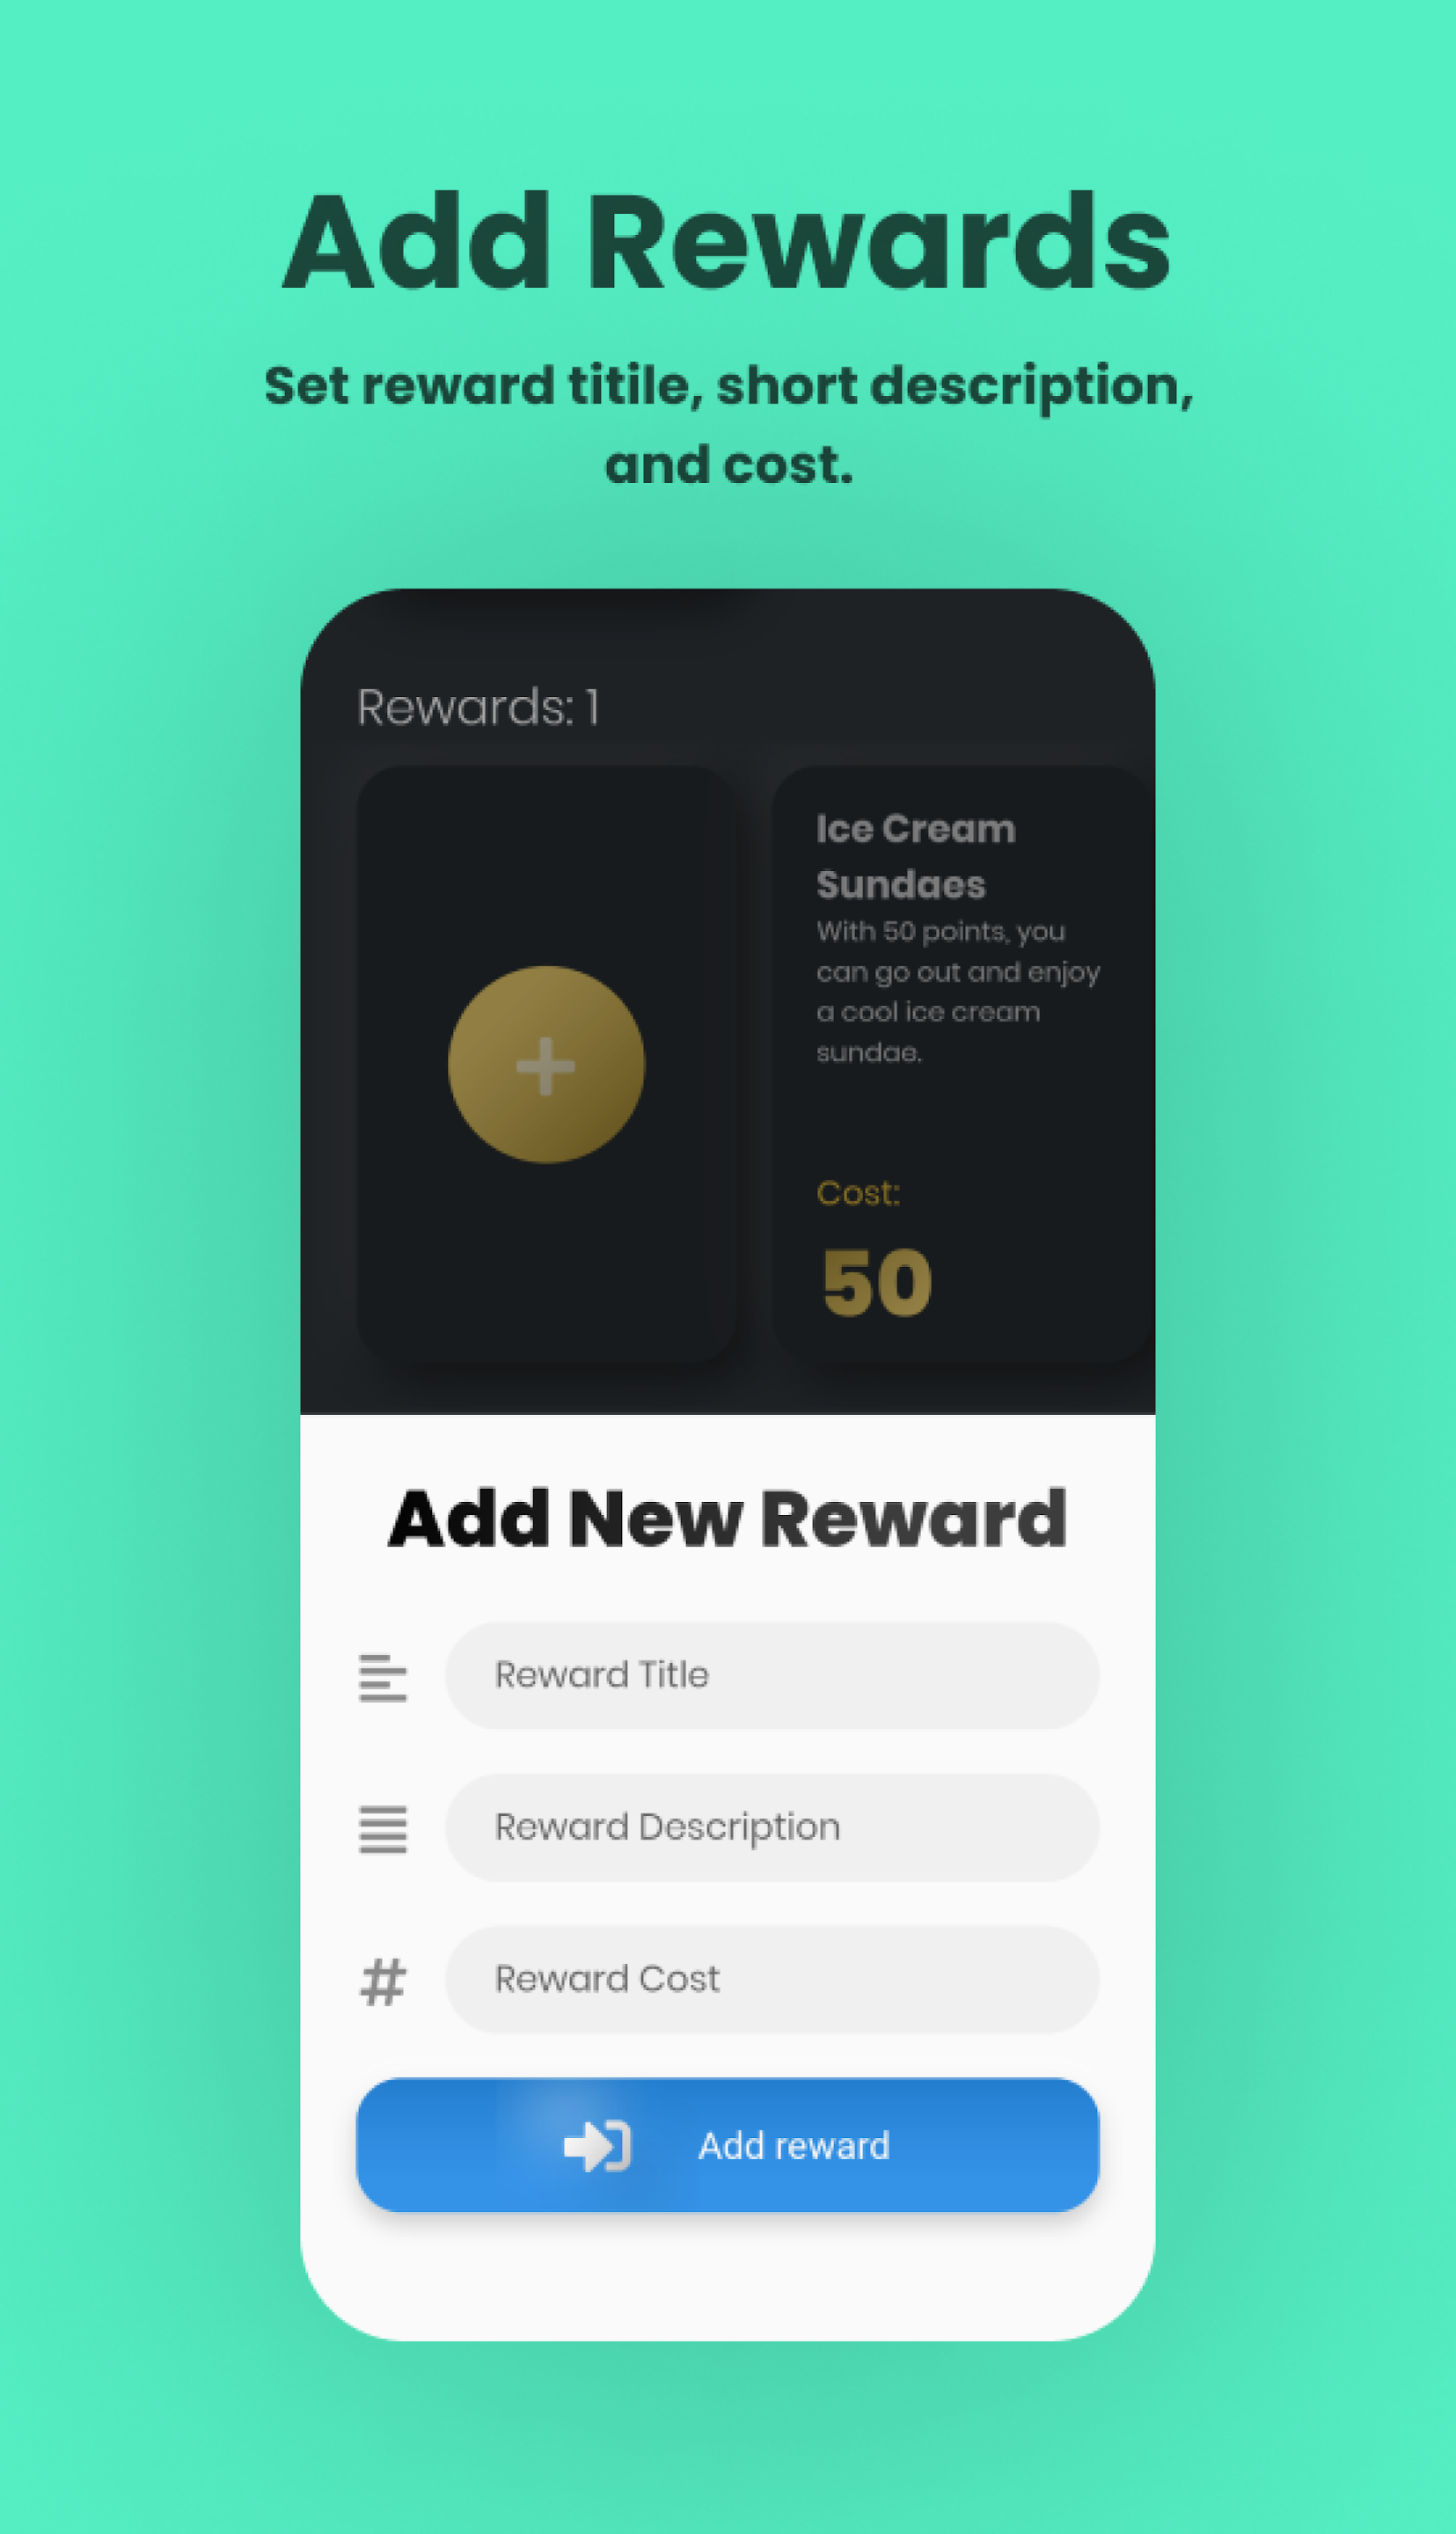 Add Rewards
Set reward titile, short description,
and cost.
Rewards: 1
Ice Cream
Sundaes
With 50 points, you
can go out and enjoy
a cool ice cream
sundae.
Cost:
50
Add New Reward
Reward Title
Reward Description
Reward Cost
Add reward